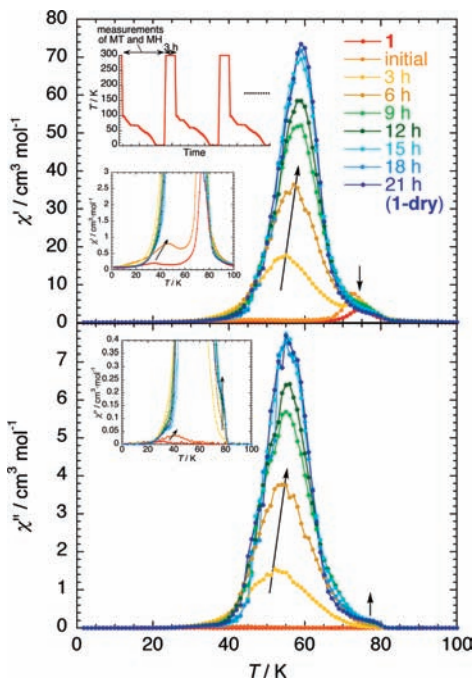 χ' / cm³ mol⁻¹
80
70
60
50
40
30
20
10
0
measurements
of MT and MH
3 h
T / K
300
250
200
150
100
50
0
Time
1
initial
3 h
6 h
9 h
12 h
15 h
18 h
21 h
(1-dry)
χ' / cm³ mol⁻¹
3
2.5
2
1.5
1
0.5
0
0 20 40 60 80 100
T / K
χ'' / cm³ mol⁻¹
7
6
5
4
3
2
1
0
χ'' / cm³ mol⁻¹
0.4
0.35
0.3
0.25
0.2
0.15
0.1
0.05
0
0 20 40 60 80 100
T / K
0 20 40 60 80 100
T / K